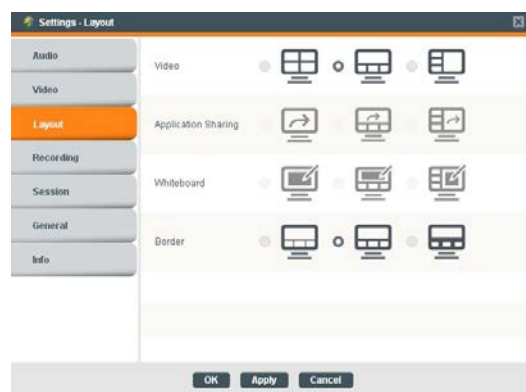 Settings - Layout
Audio
Video
Layout
Recording
Session
General
Info
Video
Application Sharing
Whiteboard
Border
OK
Apply
Cancel